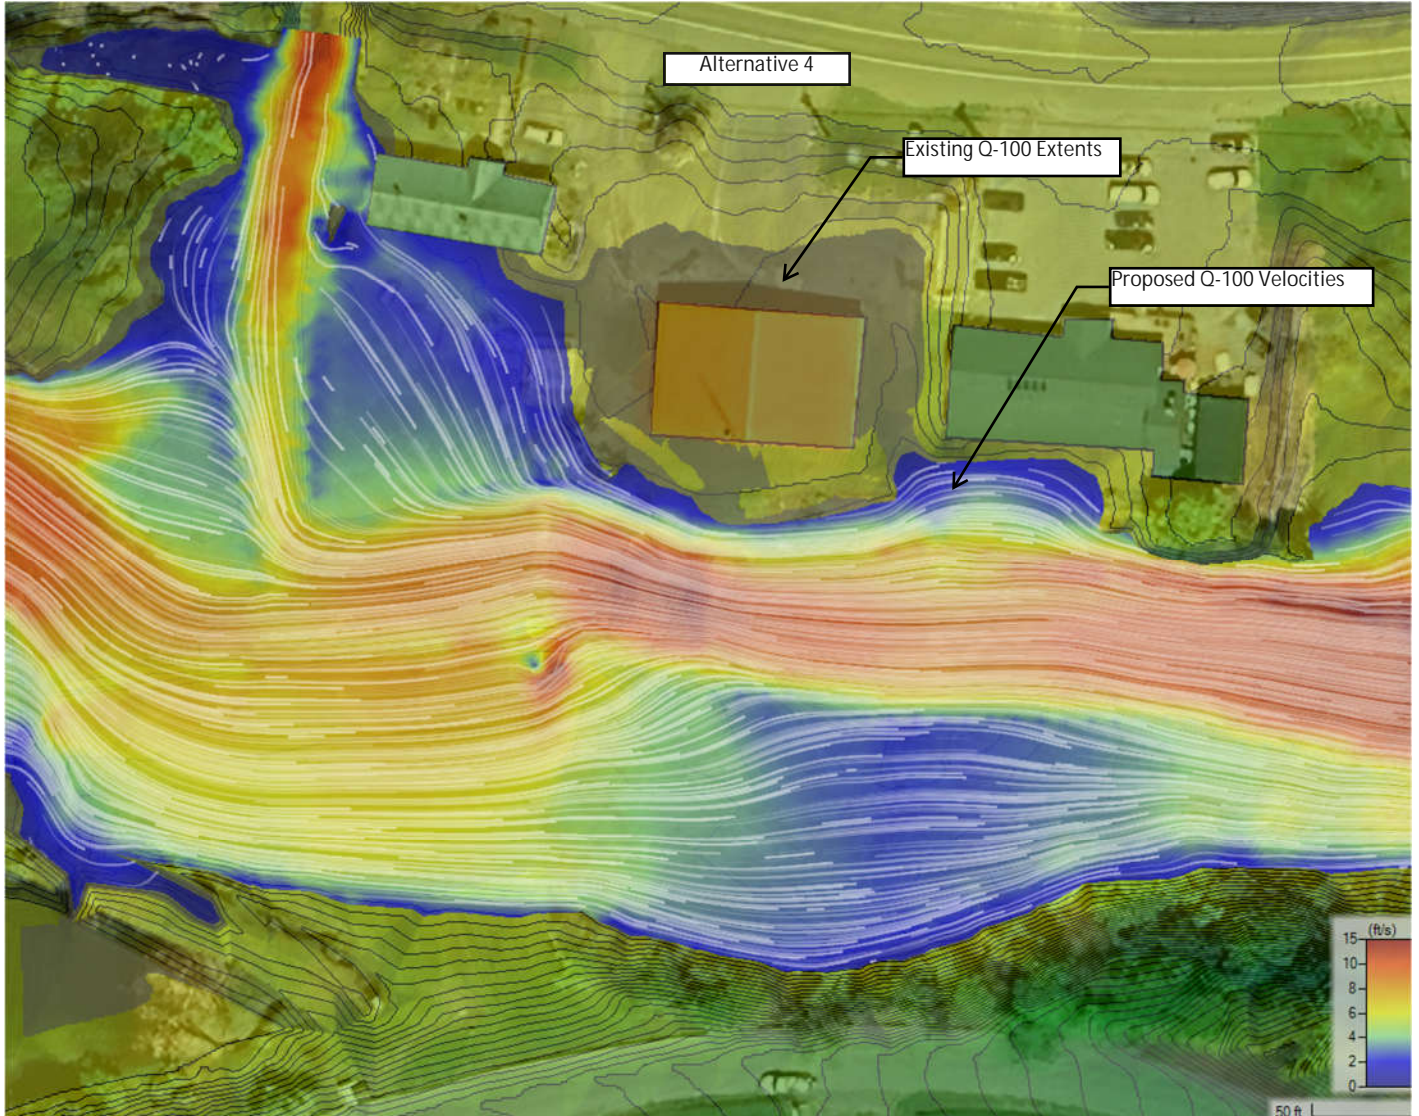 Alternative 4
Existing Q-100 Extents
Proposed Q-100 Velocities
(ft/s)
15
10
8
6
4
2
0
50 ft